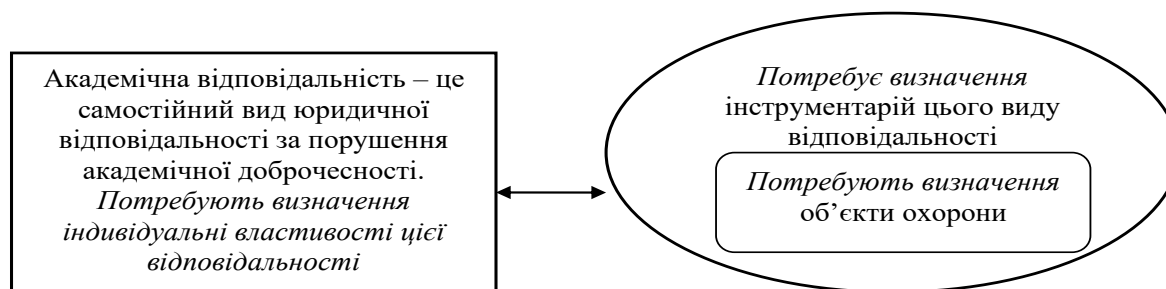 Академічна відповідальність – це
самостійний вид юридичної
відповідальності за порушення
академічної доброчесності.
Потребують визначення
індивідуальні властивості цієї
відповідальності
Потребує визначення
інструментарій цього виду
відповідальності
Потребують визначення
об’єкти охорони